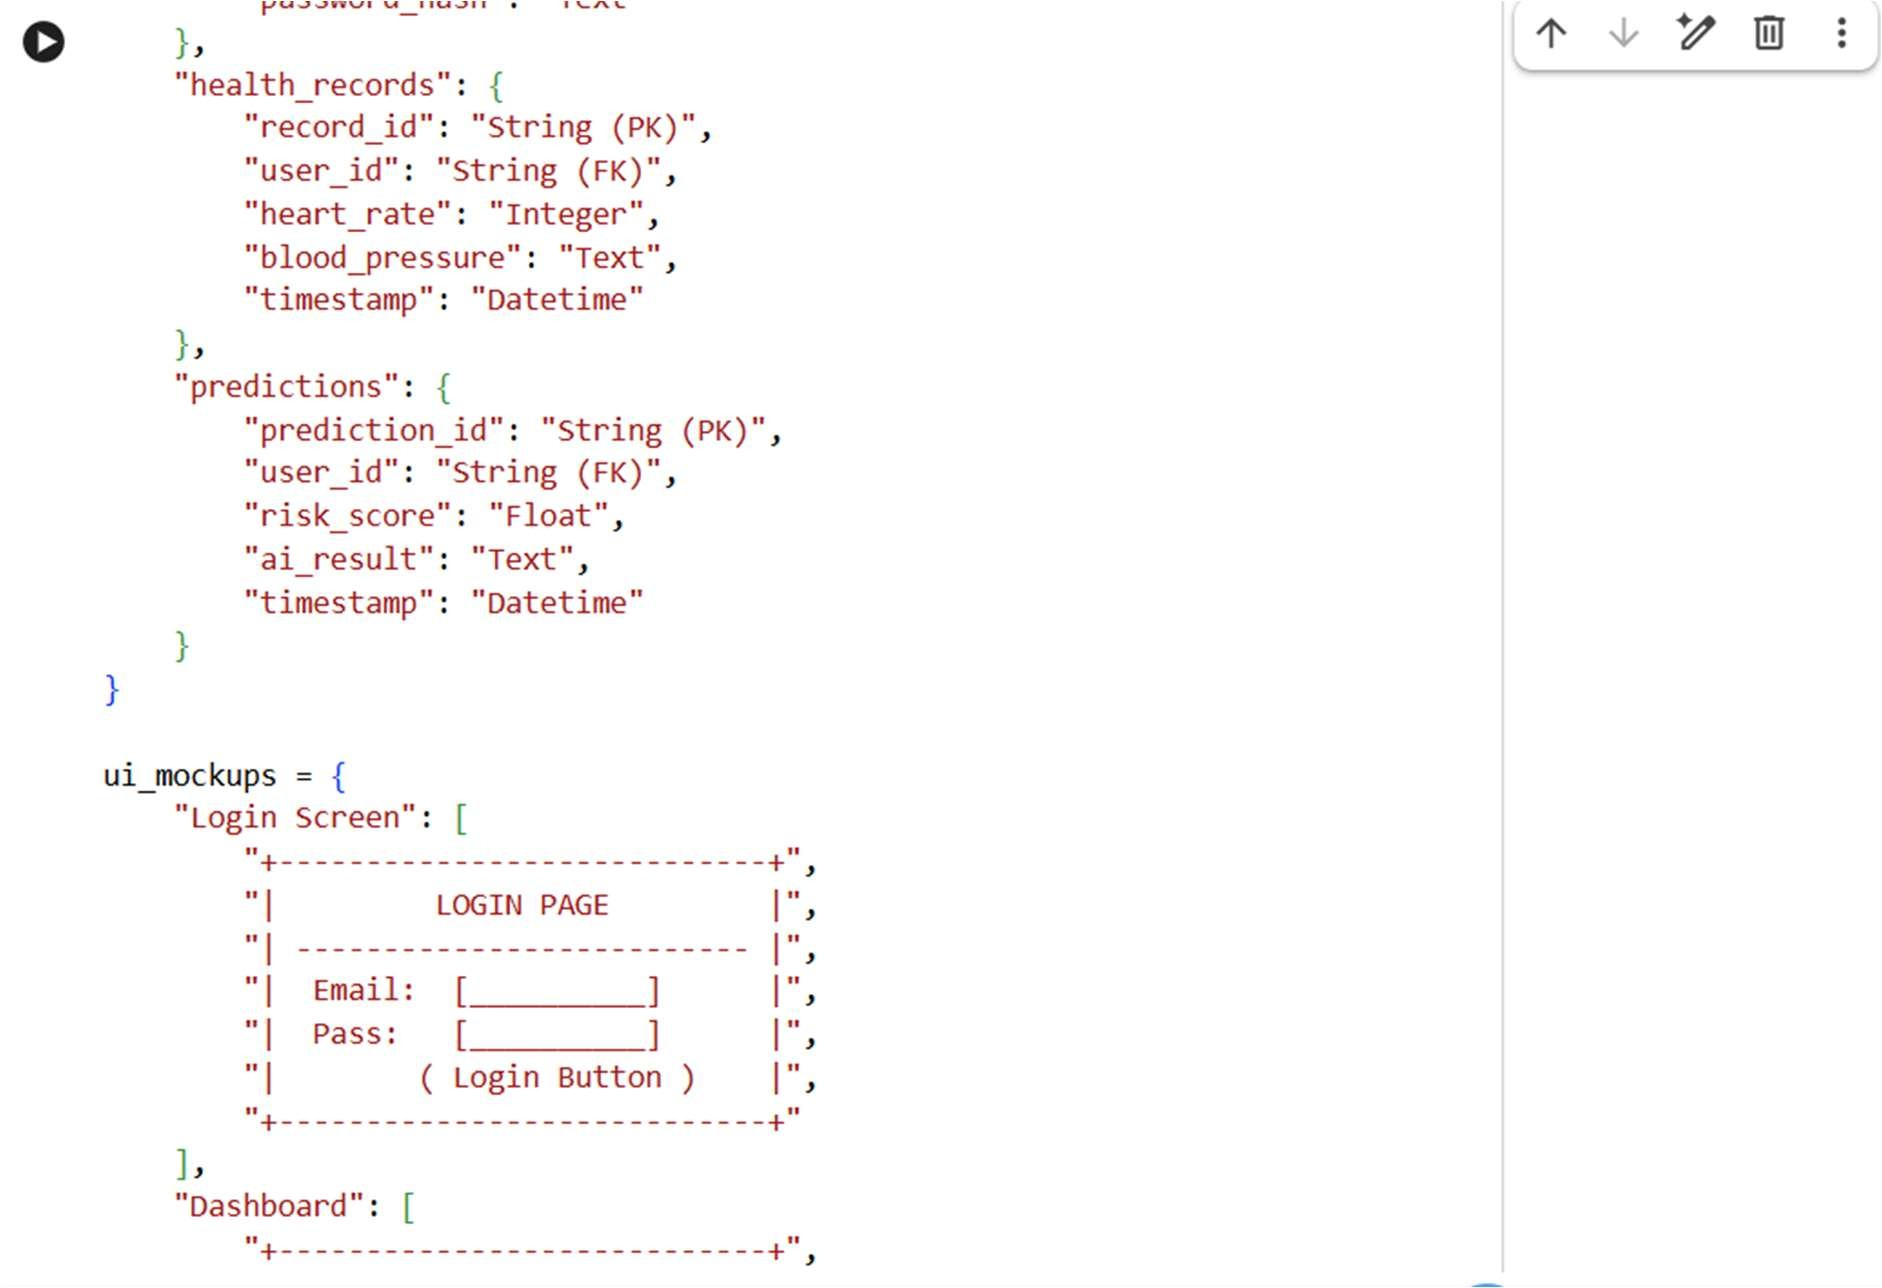 "password_hash": "Text"
},
"health_records": {
"record_id": "String (PK)",
"user_id": "String (FK)",
"heart_rate": "Integer",
"blood_pressure": "Text",
"timestamp": "Datetime"
},
"predictions": {
"prediction_id": "String (PK)",
"user_id": "String (FK)",
"risk_score": "Float",
"ai_result": "Text",
"timestamp": "Datetime"
}
}
ui_mockups = {
"Login Screen": [
"+----------------------------+",
"|         LOGIN PAGE         |",
"| -------------------------- |",
"|  Email:  [__________]      |",
"|  Pass:   [__________]      |",
"|        ( Login Button )    |",
"+----------------------------+"
],
"Dashboard": [
"+----------------------------+",